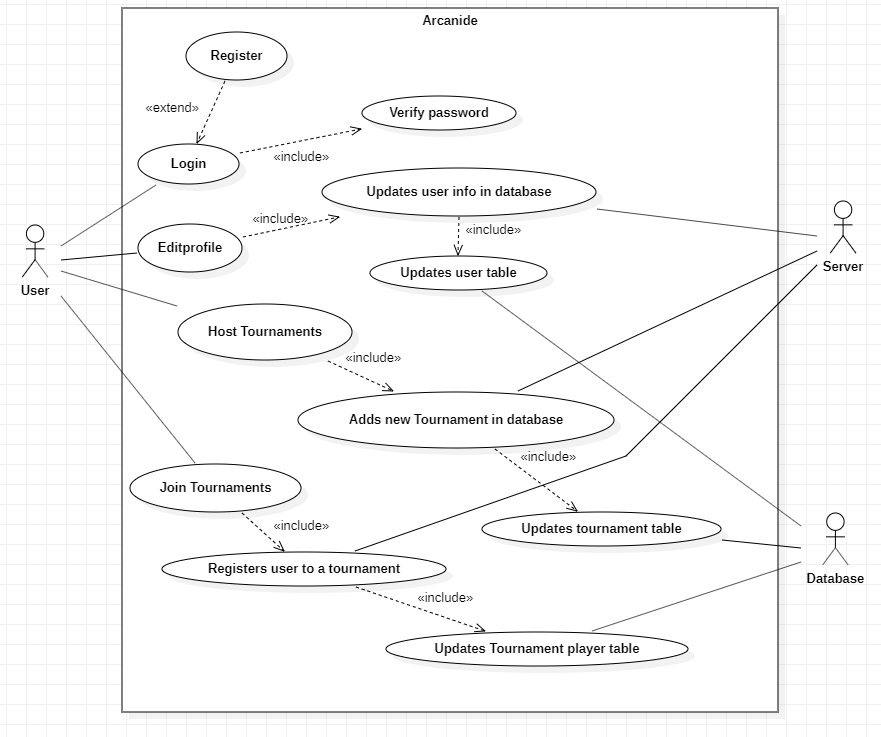 Arcanide
Register
«extend»
Verify password
Login
«include»
Updates user info in database
«include»
«include»
Editprofile
Updates user table
User
Server
Host Tournaments
«include»
Adds new Tournament in database
«include»
Join Tournaments
«include»
Updates tournament table
Registers user to a tournament
Database
«include»
Updates Tournament player table